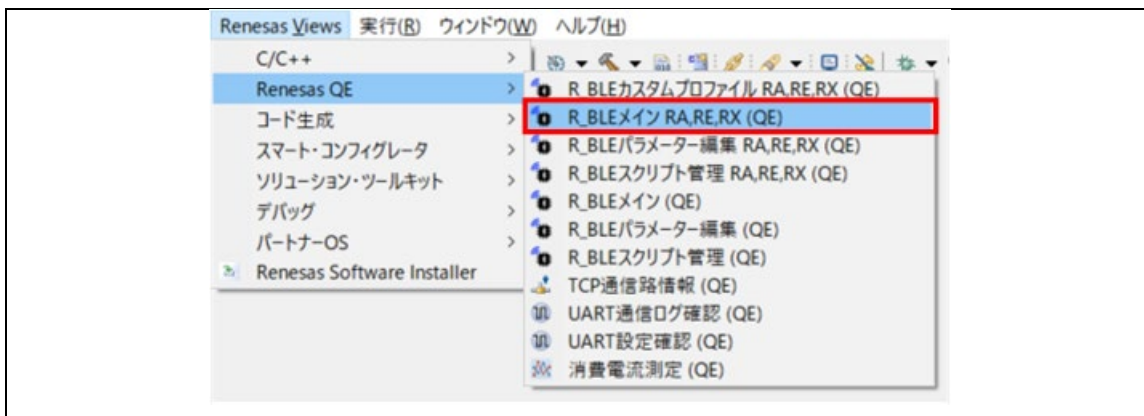 Renesas Views 実行(R) ウィンドウ(W) ヘルプ(H)
C/C++
Renesas QE
コード生成
スマート・コンフィグレータ
ソリューション・ツールキット
デバッグ
パートナーOS
Renesas Software Installer
R_BLEカスタムプロファイル RA,RE,RX (QE)
R_BLEメイン RA,RE,RX (QE)
R_BLEパラメーター編集 RA,RE,RX (QE)
R_BLEスクリプト管理 RA,RE,RX (QE)
R_BLEメイン (QE)
R_BLEパラメーター編集 (QE)
R_BLEスクリプト管理 (QE)
TCP通信路情報 (QE)
UART通信ログ確認 (QE)
UART設定確認 (QE)
消費電流測定 (QE)